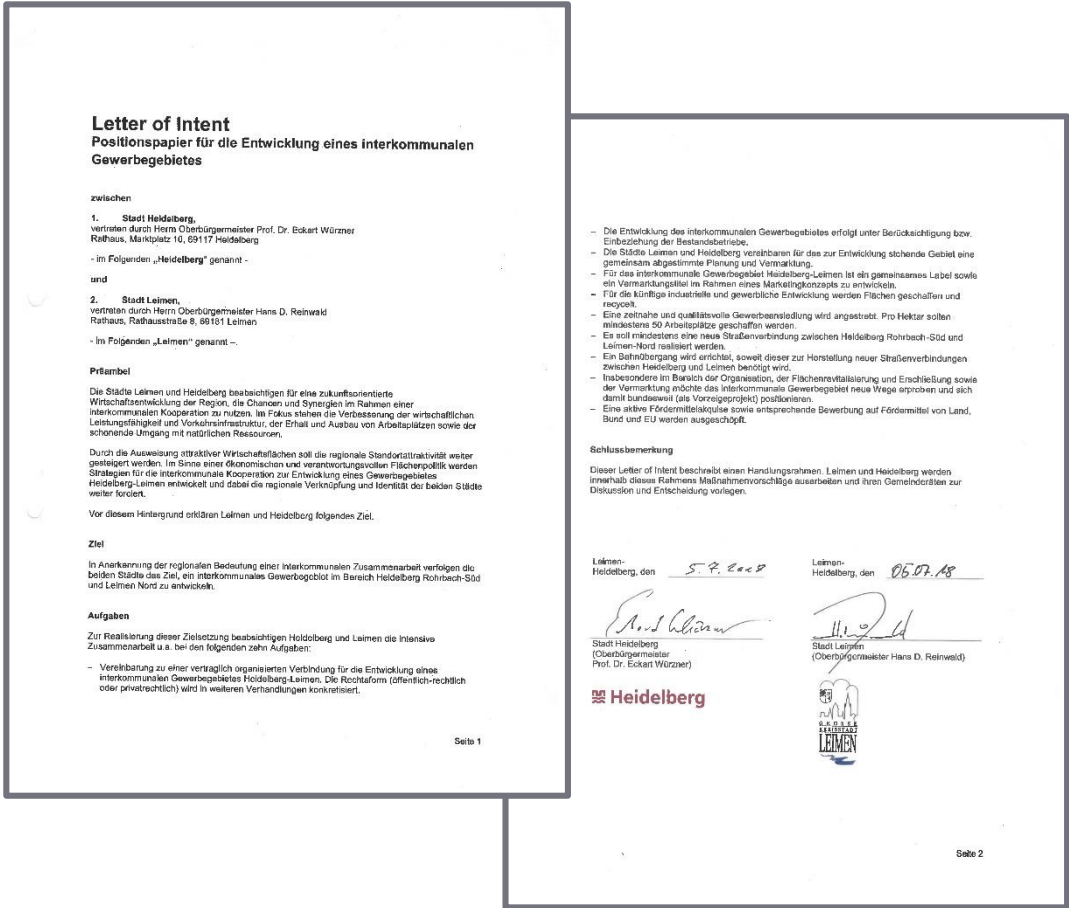 Letter of Intent
Positionspapier für die Entwicklung eines interkommunalen
Gewerbegebietes
zwischen
1. Stadt Heidelberg,
vertreten durch Herrn Oberbürgermeister Prof. Dr. Eckart Würzner
Rathaus, Marktplatz 10, 69117 Heidelberg
- im Folgenden „Heidelberg" genannt -
und
2. Stadt Leimen,
vertreten durch Herrn Oberbürgermeister Hans D. Reinwald
Rathaus, Rathausstraße 8, 69181 Leimen
- im Folgenden „Leimen" genannt –.
Präambel
Die Städte Leimen und Heidelberg beabsichtigen für eine zukunftsorientierte
Wirtschaftsentwicklung der Region, die Chancen und Synergien im Rahmen einer
interkommunalen Kooperation zu nutzen. Im Fokus stehen die Verbesserung der wirtschaftlichen
Leistungsfähigkeit und Verkehrsinfrastruktur, der Erhalt und Ausbau von Arbeitsplätzen sowie der
schonende Umgang mit natürlichen Ressourcen.
Durch die Ausweisung attraktiver Wirtschaftsflächen soll die regionale Standortattraktivität weiter
gesteigert werden. Im Sinne einer ökonomischen und verantwortungsvollen Flächenpolitik werden
Strategien für die interkommunale Kooperation zur Entwicklung eines Gewerbegebietes
Heidelberg-Leimen entwickelt und dabei die regionale Verknüpfung und Identität der beiden Städte
weiter forciert.
Vor diesem Hintergrund erklären Leimen und Heidelberg folgendes Ziel.
Ziel
In Anerkennung der regionalen Bedeutung einer interkommunalen Zusammenarbeit verfolgen die
beiden Städte das Ziel, ein interkommunales Gewerbegebiet im Bereich Heidelberg Rohrbach-Süd
und Leimen Nord zu entwickeln.
Aufgaben
Zur Realisierung dieser Zielsetzung beabsichtigen Heidelberg und Leimen die intensive
Zusammenarbeit u.a. bei den folgenden zehn Aufgaben:
– Vereinbarung zu einer vertraglich organisierten Verbindung für die Entwicklung eines
interkommunalen Gewerbegebietes Heidelberg-Leimen. Die Rechtsform (öffentlich-rechtlich
oder privatrechtlich) wird in weiteren Verhandlungen konkretisiert.
Seite 1
– Die Entwicklung des interkommunalen Gewerbegebietes erfolgt unter Berücksichtigung bzw.
Einbeziehung der Bestandsbetriebe.
– Die Städte Leimen und Heidelberg vereinbaren für das zur Entwicklung stehende Gebiet eine
gemeinsam abgestimmte Planung und Vermarktung.
– Für das interkommunale Gewerbegebiet Heidelberg-Leimen ist ein gemeinsames Label sowie
ein Vermarktungstitel im Rahmen eines Marketingkonzepts zu entwickeln.
– Für die künftige industrielle und gewerbliche Entwicklung werden Flächen geschaffen und
recycelt.
– Eine zeitnahe und qualitätsvolle Gewerbeansiedlung wird angestrebt. Pro Hektar sollen
mindestens 50 Arbeitsplätze geschaffen werden.
– Es soll mindestens eine neue Straßenverbindung zwischen Heidelberg Rohrbach-Süd und
Leimen-Nord realisiert werden.
– Ein Bahnübergang wird errichtet, soweit dieser zur Herstellung neuer Straßenverbindungen
zwischen Heidelberg und Leimen benötigt wird.
– Insbesondere im Bereich der Organisation, der Flächenrevitalisierung und Erschließung sowie
der Vermarktung möchte das interkommunale Gewerbegebiet neue Wege erproben und sich
damit bundesweit (als Vorzeigeprojekt) positionieren.
– Eine aktive Fördermittelakquise sowie entsprechende Bewerbung auf Fördermittel von Land,
Bund und EU werden ausgeschöpft.
Schlussbemerkung
Dieser Letter of Intent beschreibt einen Handlungsrahmen. Leimen und Heidelberg werden
innerhalb dieses Rahmens Maßnahmenvorschläge ausarbeiten und ihren Gemeinderäten zur
Diskussion und Entscheidung vorlegen.
Leimen-
Heidelberg, den 5.7.2018
Stadt Heidelberg
(Oberbürgermeister
Prof. Dr. Eckart Würzner)
Heidelberg
Leimen-
Heidelberg, den 05.07.18
Stadt Leimen
(Oberbürgermeister Hans D. Reinwald)
GROSSE
KREISSTADT
LEIMEN
Seite 2